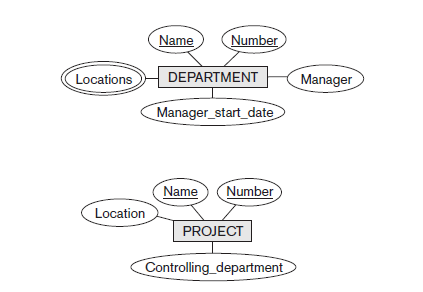 Name Number
Locations DEPARTMENT Manager
Manager_start_date
Name Number
Location
PROJECT
Controlling_department